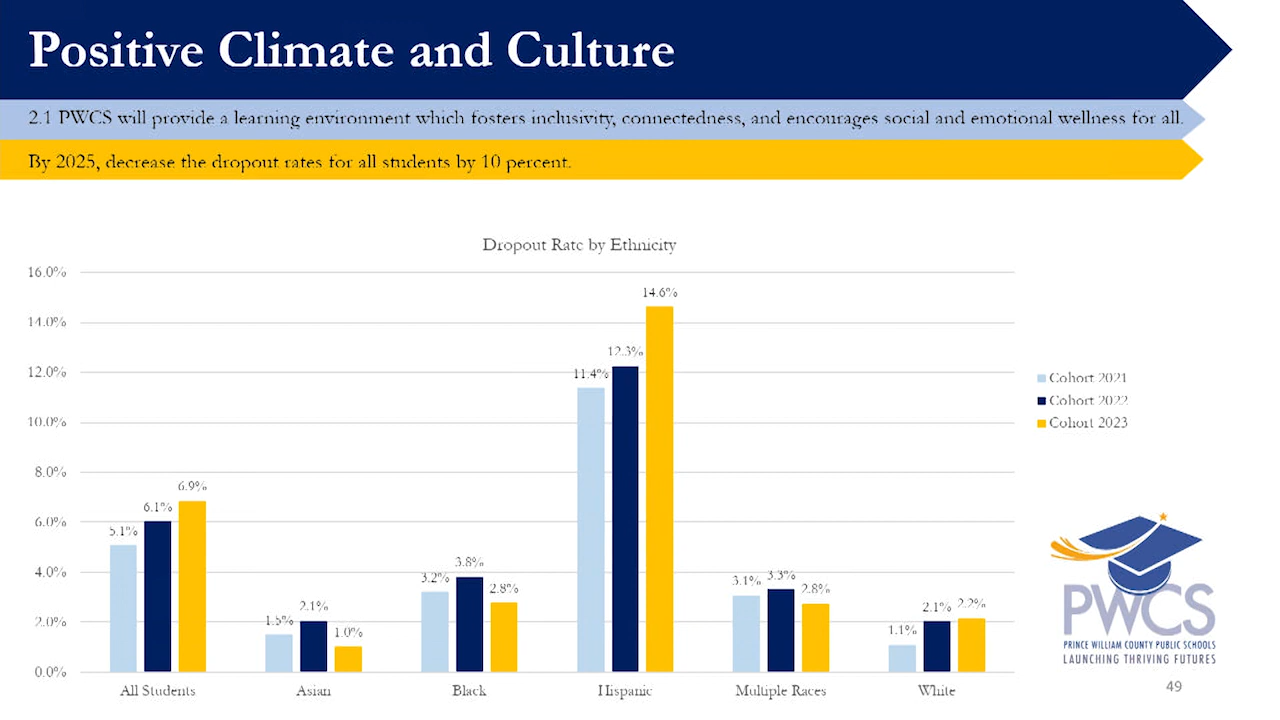 Positive Climate and Culture
2.1 PWCS will provide a learning environment which fosters inclusivity, connectedness, and encourages social and emotional wellness for all.
By 2025, decrease the dropout rates for all students by 10 percent.
Dropout Rate by Ethnicity
16.0%
14.0%
12.0%
10.0%
8.0%
6.0%
4.0%
2.0%
0.0%
5.1%
6.1%
6.9%
1.5%
2.1%
1.0%
3.2%
3.8%
2.8%
11.4%
12.3%
14.6%
3.1%
3.3%
2.8%
1.1%
2.1%
2.2%
All Students
Asian
Black
Hispanic
Multiple Races
White
Cohort 2021
Cohort 2022
Cohort 2023
PWCS
PRINCE WILLIAM COUNTY PUBLIC SCHOOLS
LAUNCHING THRIVING FUTURES
49